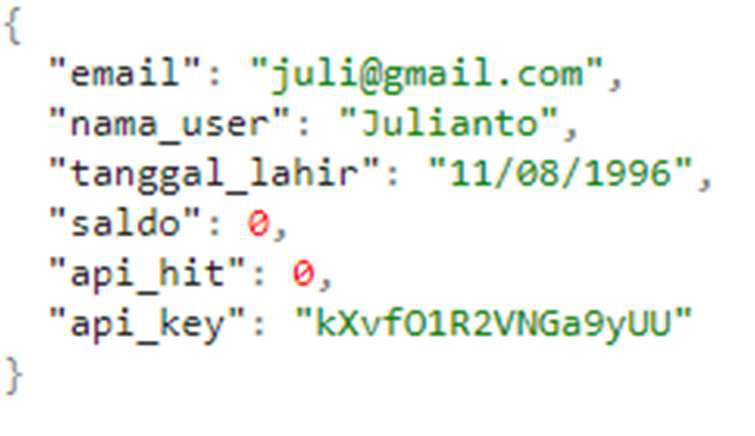 {
"email": "juli@gmail.com",
"nama_user": "Julianto",
"tanggal_lahir": "11/08/1996",
"saldo": 0,
"api_hit": 0,
"api_key": "kXvfO1R2VNGa9yUU"
}